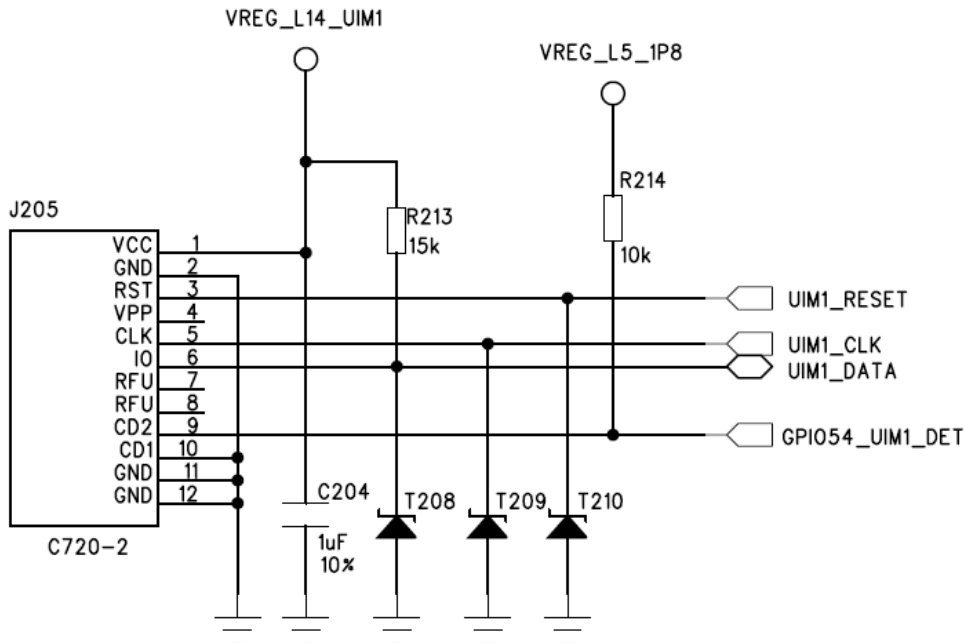 VREG_L14_UIM1
VREG_L5_1P8
R214
10k
J205
R213
15k
VCC 1
GND 2
RST 3
VPP 4
CLK 5
IO 6
RFU 7
RFU 8
CD2 9
CD1 10
GND 11
GND 12
C720-2
UIM1_RESET
UIM1_CLK
UIM1_DATA
GPIO54_UIM1_DET
C204
1uF
10%
T208
T209
T210